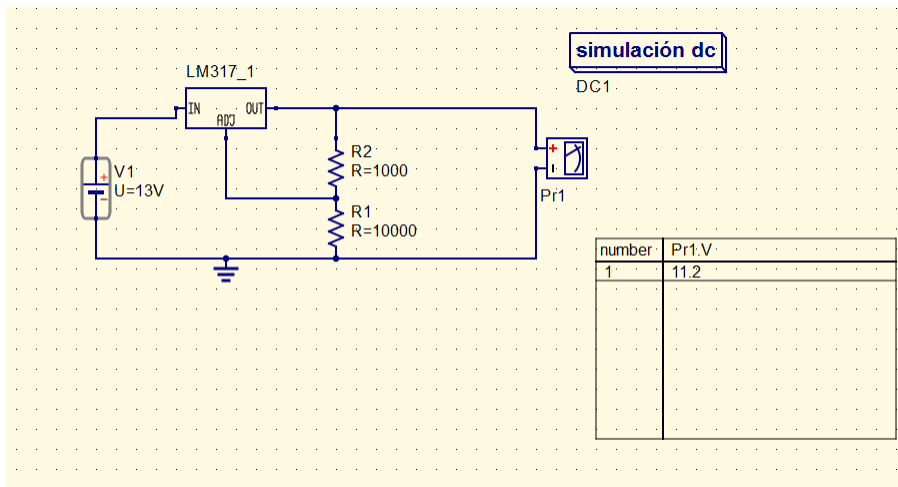 simulación dc
DC1
LM317_1
IN
OUT
ADJ
V1
U=13V
R2
R=1000
R1
R=10000
Pr1
number Pr1.V
1 11.2